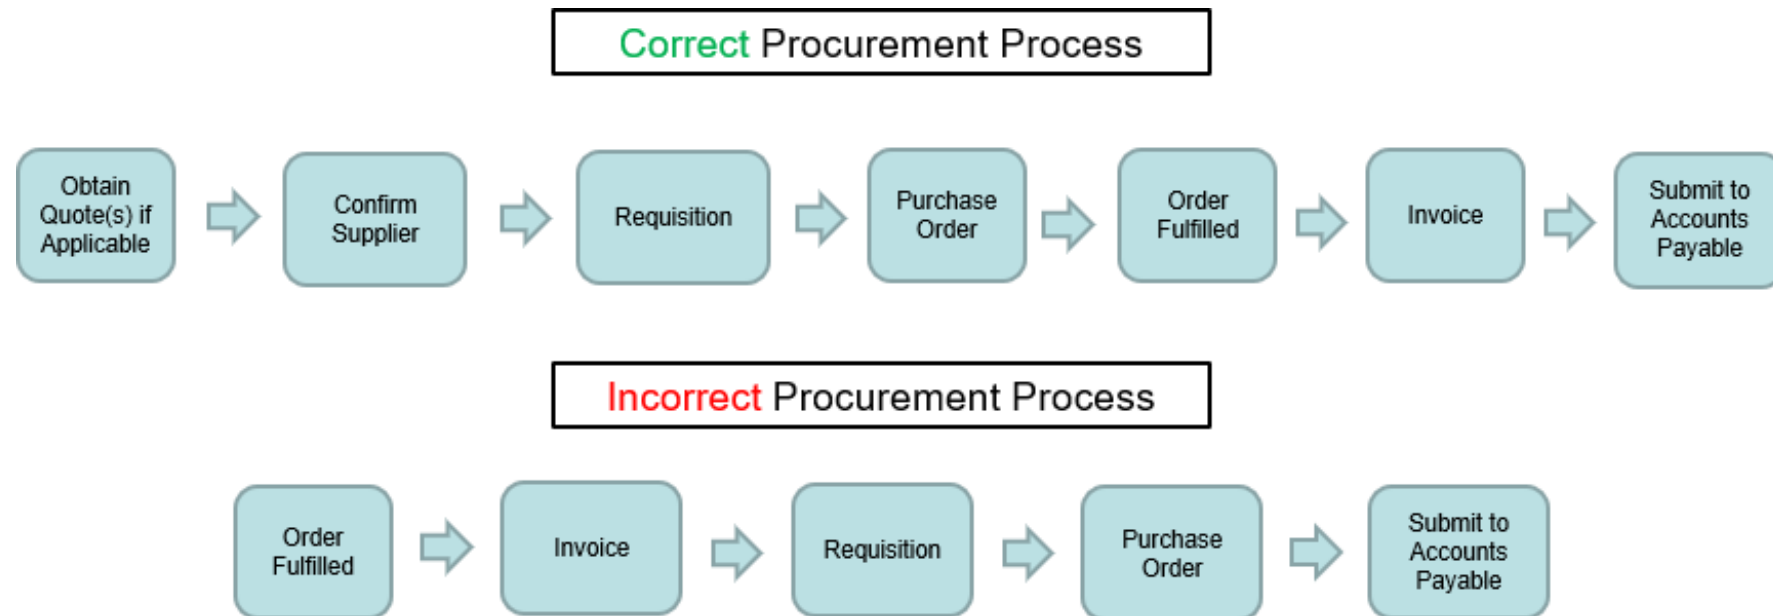 Correct Procurement Process
Obtain
Quote(s) if
Applicable
Confirm
Supplier
Requisition
Purchase
Order
Order
Fulfilled
Invoice
Submit to
Accounts
Payable
Incorrect Procurement Process
Order
Fulfilled
Invoice
Requisition
Purchase
Order
Submit to
Accounts
Payable